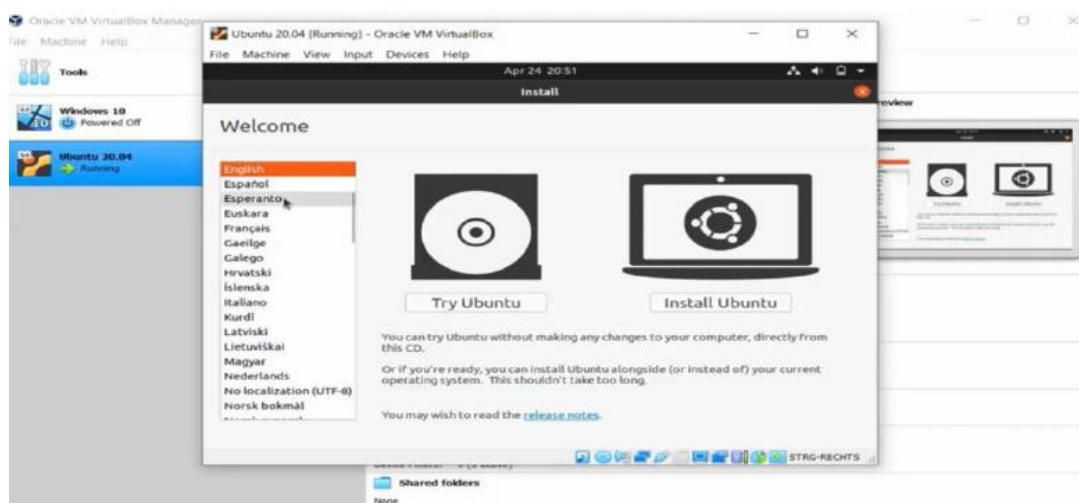 Oracle VM VirtualBox Manager
File Machine Help
Tools
Windows 10
Powered Off
Ubuntu 20.04
Running
Ubuntu 20.04 [Running] - Oracle VM VirtualBox
File Machine View Input Devices Help
Apr 24 20:51
Install
Welcome
English
Español
Esperanto
Euskara
Français
Gaeilge
Galego
Hrvatski
Íslenska
Italiano
Kurdî
Latviski
Lietuviškai
Magyar
Nederlands
No localization (UTF-8)
Norsk bokmål
Try Ubuntu
Install Ubuntu
You can try Ubuntu without making any changes to your computer, directly from
this CD.
Or if you're ready, you can install Ubuntu alongside (or instead of) your current
operating system. This shouldn't take too long.
You may wish to read the release notes.
STRG-RECHTS
Shared folders
None